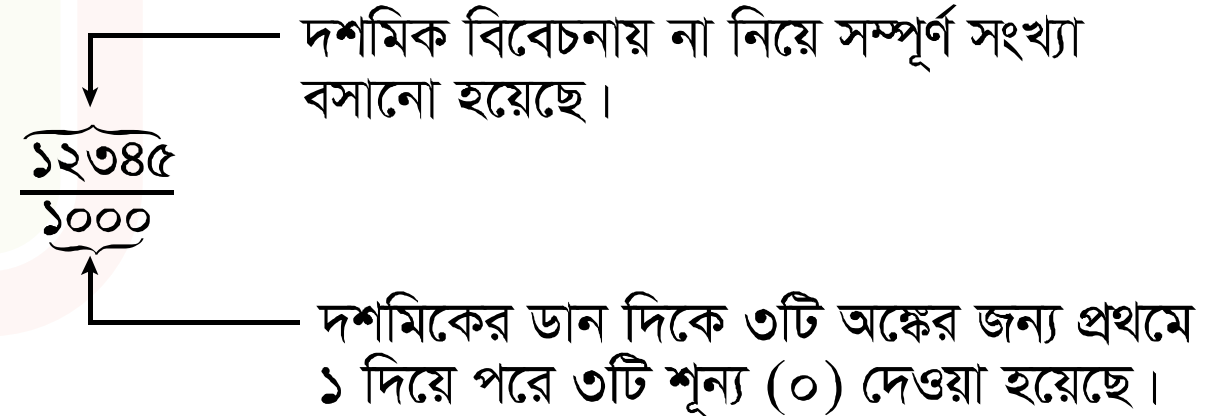 দশমিক বিবেচনায় না নিয়ে সম্পূর্ণ সংখ্যা
বসানো হয়েছে।
১২৩৪৫
১০০০
দশমিকের ডান দিকে ৩টি অঙ্কের জন্য প্রথমে
১ দিয়ে পরে ৩টি শূন্য (০) দেওয়া হয়েছে।